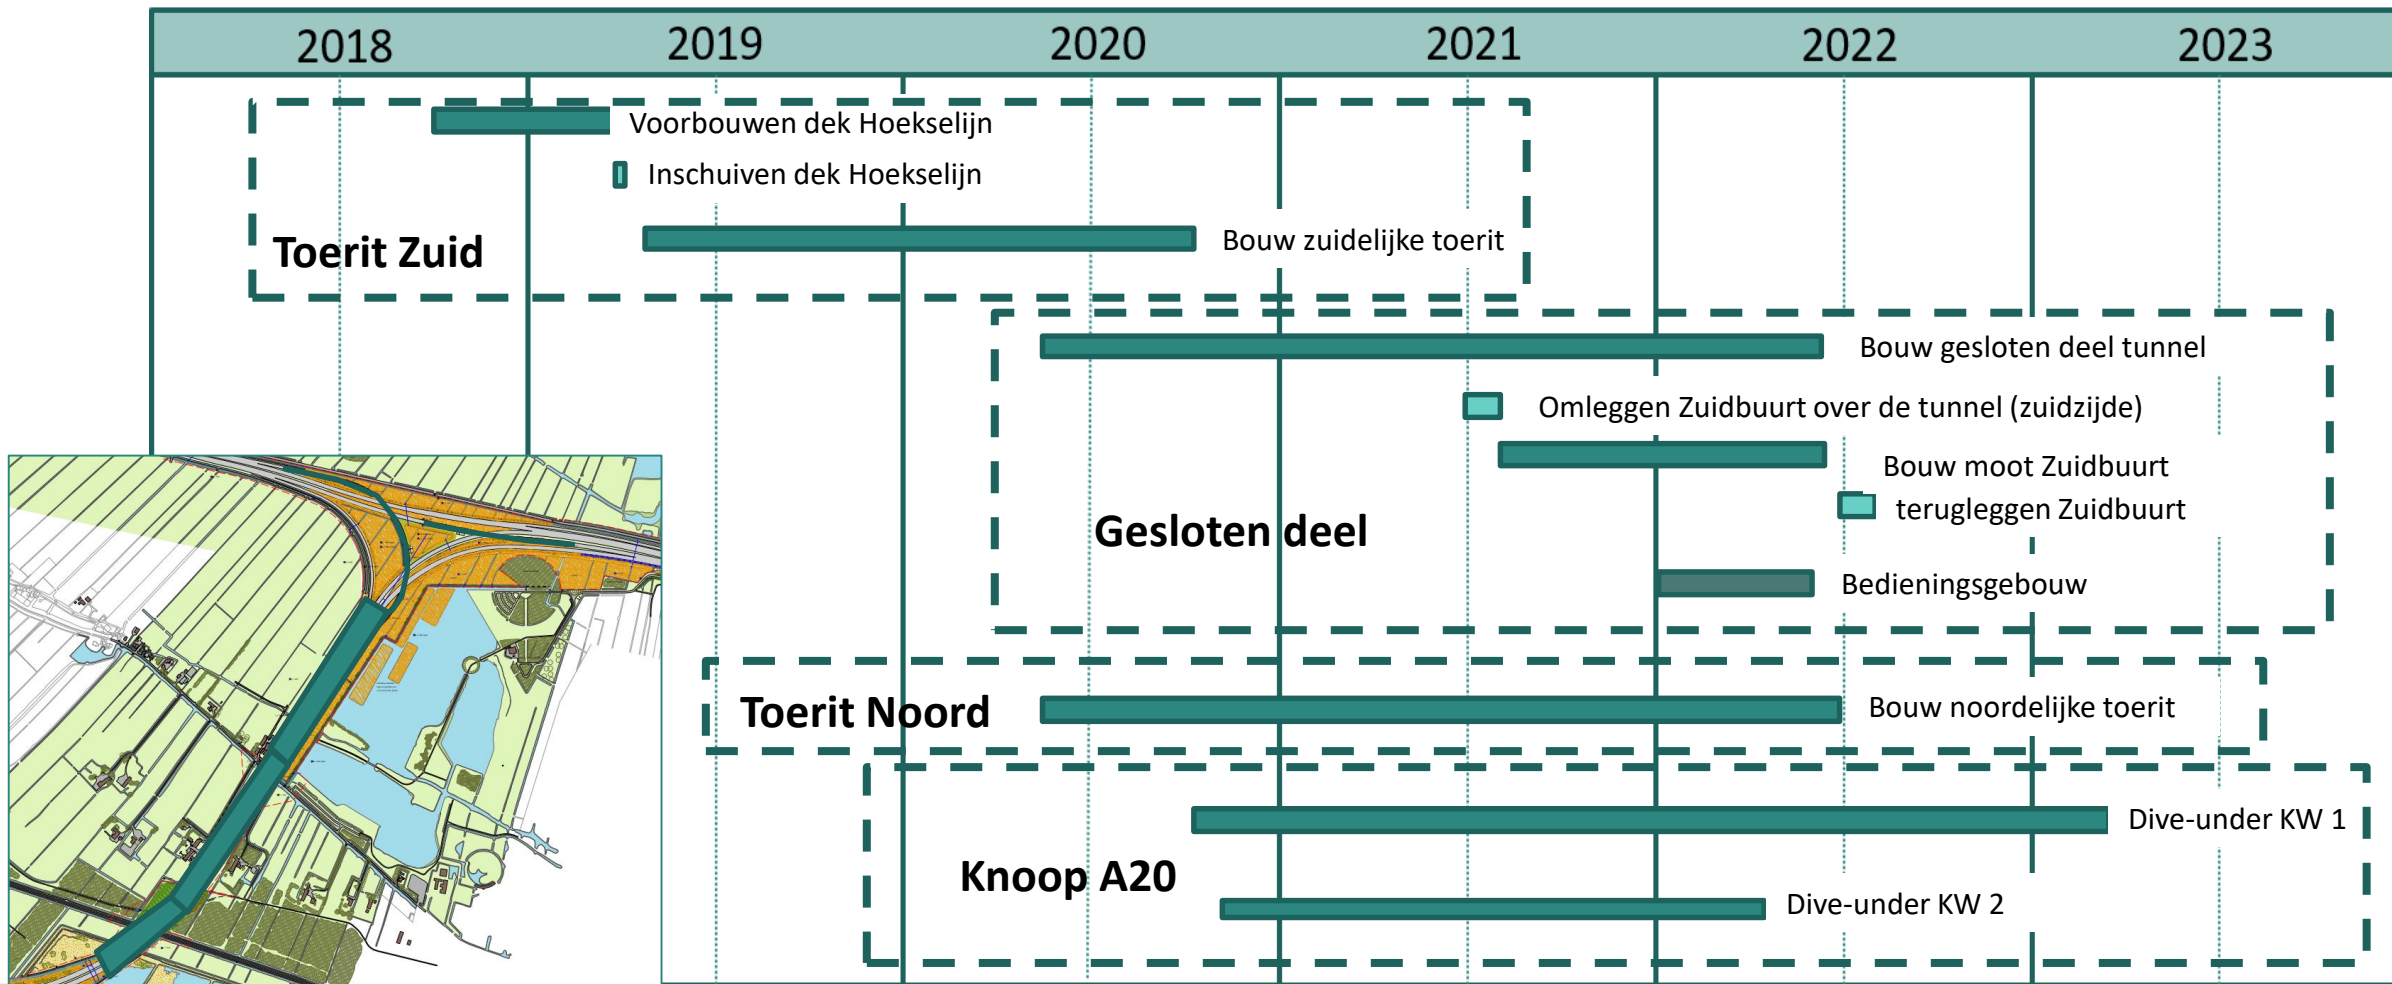 2018 2019 2020 2021 2022 2023
Voorbouwen dek Hoekselijn
Inschuiven dek Hoekselijn
Toerit Zuid
Bouw zuidelijke toerit
Bouw gesloten deel tunnel
Omleggen Zuidbuurt over de tunnel (zuidzijde)
Bouw moot Zuidbuurt
terugleggen Zuidbuurt
Gesloten deel
Bedieningsgebouw
Toerit Noord
Bouw noordelijke toerit
Dive-under KW 1
Knoop A20
Dive-under KW 2